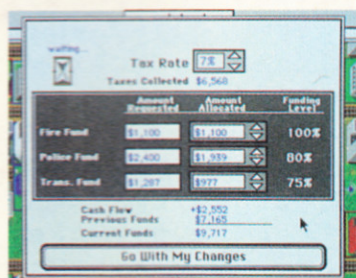 waiting...
Tax Rate 7%
Taxes Collected $6,568
Amount Requested Amount Allocated Funding Level
Fire Fund $1,100 $1,100 100%
Police Fund $2,400 $1,939 80%
Trans. Fund $1,287 $977 75%
Cash Flow +$2,552
Previous Funds $7,165
Current Funds $9,717
Go With My Changes